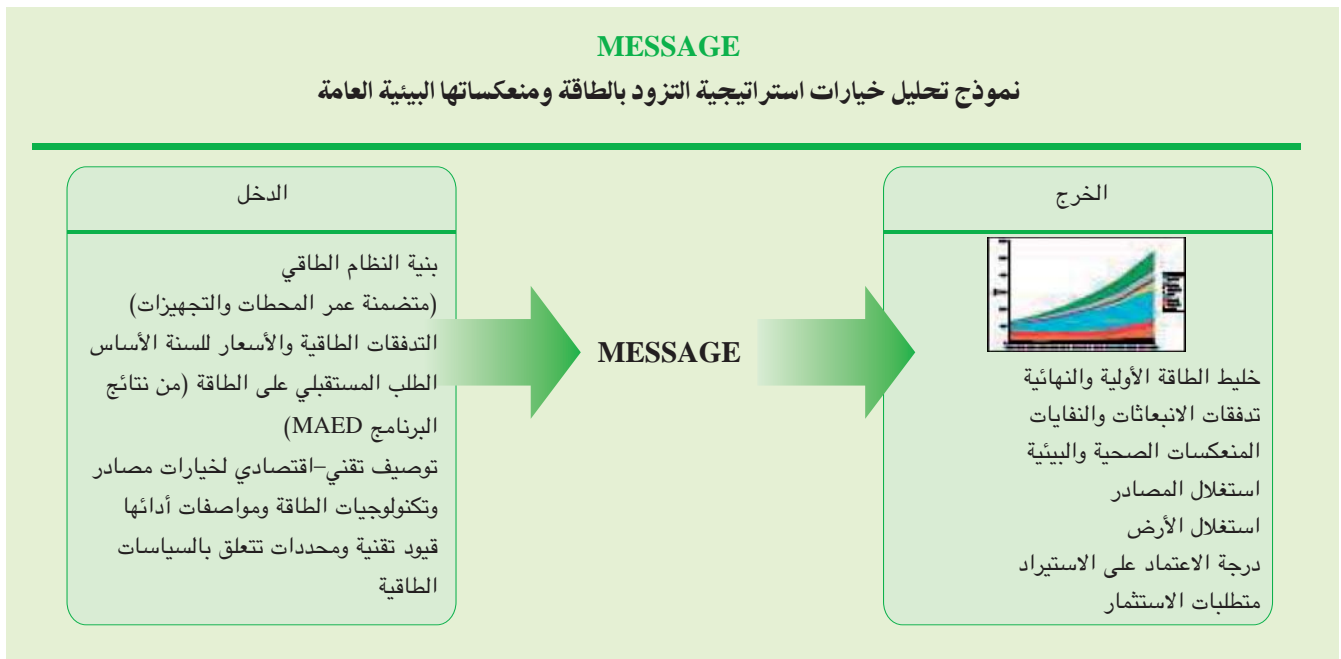 MESSAGE
نموذج تحليل خيارات استراتيجية التزود بالطاقة ومنعكساتها البيئية العامة
الدخل
بنية النظام الطاقي
(متضمنة عمر المحطات والتجهيزات)
التدفقات الطاقية والأسعار للسنة الأساس
الطلب المستقبلي على الطاقة (من نتائج
البرنامج MAED)
توصيف تقني–اقتصادي لخيارات مصادر
وتكنولوجيات الطاقة ومواصفات أدائها
قيود تقنية ومحددات تتعلق بالسياسات
الطاقية
MESSAGE
الخرج
خليط الطاقة الأولية والنهائية
تدفقات الانبعاثات والنفايات
المنعكسات الصحية والبيئية
استغلال المصادر
استغلال الأرض
درجة الاعتماد على الاستيراد
متطلبات الاستثمار